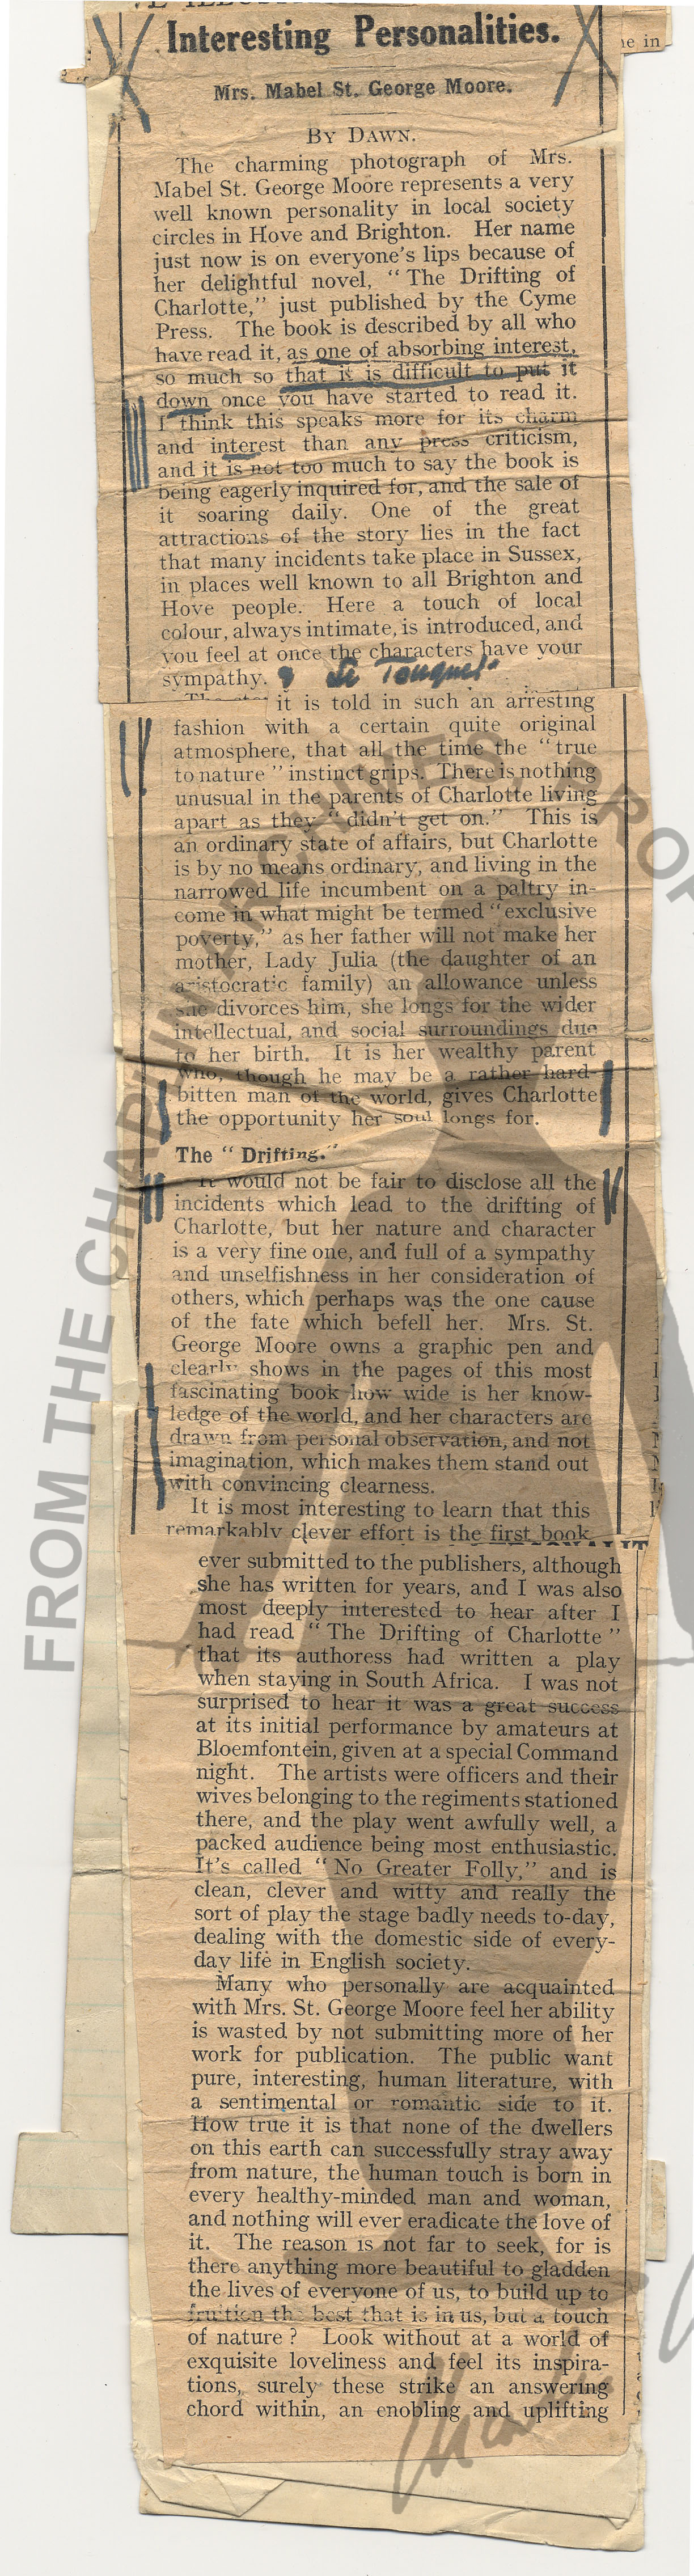 Interesting Personalities.
Mrs. Mabel St. George Moore.
BY DAWN.
The charming photograph of Mrs.
Mabel St. George Moore represents a very
well known personality in local society
circles in Hove and Brighton. Her name
just now is on everyone's lips because of
her delightful novel, "The Drifting of
Charlotte," just published by the Cyme
Press. The book is described by all who
have read it, as one of absorbing interest,
so much so that is is difficult to put it
down once you have started to read it.
I think this speaks more for its charm
and interest than any press criticism,
and it is not too much to say the book is
being eagerly inquired for, and the sale of
it soaring daily. One of the great
attractions of the story lies in the fact
that many incidents take place in Sussex,
in places well known to all Brighton and
Hove people. Here a touch of local
colour, always intimate, is introduced, and
you feel at once the characters have your
sympathy. & Le Touquet.
it is told in such an arresting
fashion with a certain quite original
atmosphere, that all the time the "true
to nature" instinct grips. There is nothing
unusual in the parents of Charlotte living
apart as they "didn't get on." This is
an ordinary state of affairs, but Charlotte
is by no means ordinary, and living in the
narrowed life incumbent on a paltry in-
come in what might be termed "exclusive
poverty," as her father will not make her
mother, Lady Julia (the daughter of an
aristocratic family) an allowance unless
she divorces him, she longs for the wider
intellectual, and social surroundings due
to her birth. It is her wealthy parent
who, though he may be a rather hard-
bitten man of the world, gives Charlotte
the opportunity her soul longs for.
The "Drifting."
It would not be fair to disclose all the
incidents which lead to the drifting of
Charlotte, but her nature and character
is a very fine one, and full of a sympathy
and unselfishness in her consideration of
others, which perhaps was the one cause
of the fate which befell her. Mrs. St.
George Moore owns a graphic pen and
clearly shows in the pages of this most
fascinating book how wide is her know-
ledge of the world, and her characters are
drawn from personal observation, and not
imagination, which makes them stand out
with convincing clearness.
It is most interesting to learn that this
remarkably clever effort is the first book
ever submitted to the publishers, although
she has written for years, and I was also
most deeply interested to hear after I
had read "The Drifting of Charlotte"
that its authoress had written a play
when staying in South Africa. I was not
surprised to hear it was a great success
at its initial performance by amateurs at
Bloemfontein, given at a special Command
night. The artists were officers and their
wives belonging to the regiments stationed
there, and the play went awfully well, a
packed audience being most enthusiastic.
It's called "No Greater Folly," and is
clean, clever and witty and really the
sort of play the stage badly needs to-day,
dealing with the domestic side of every-
day life in English society.
Many who personally are acquainted
with Mrs. St. George Moore feel her ability
is wasted by not submitting more of her
work for publication. The public want
pure, interesting, human literature, with
a sentimental or romantic side to it.
How true it is that none of the dwellers
on this earth can successfully stray away
from nature, the human touch is born in
every healthy-minded man and woman,
and nothing will ever eradicate the love of
it. The reason is not far to seek, for is
there anything more beautiful to gladden
the lives of everyone of us, to build up to
fruition the best that is in us, but a touch
of nature? Look without at a world of
exquisite loveliness and feel its inspira-
tions, surely these strike an answering
chord within, an enobling and uplifting
FROM THE CHAPLIN ARCHIVES